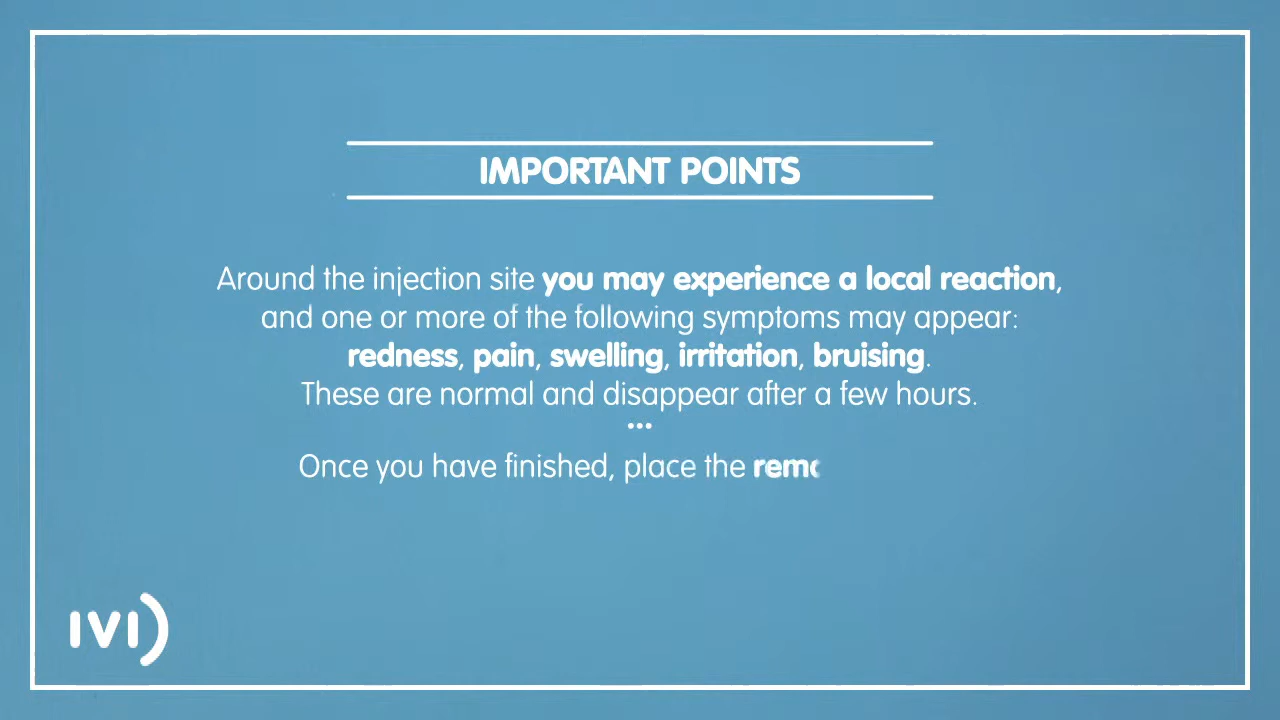 IMPORTANT POINTS
Around the injection site you may experience a local reaction,
and one or more of the following symptoms may appear:
redness, pain, swelling, irritation, bruising.
These are normal and disappear after a few hours.
•••
Once you have finished, place the
IVI